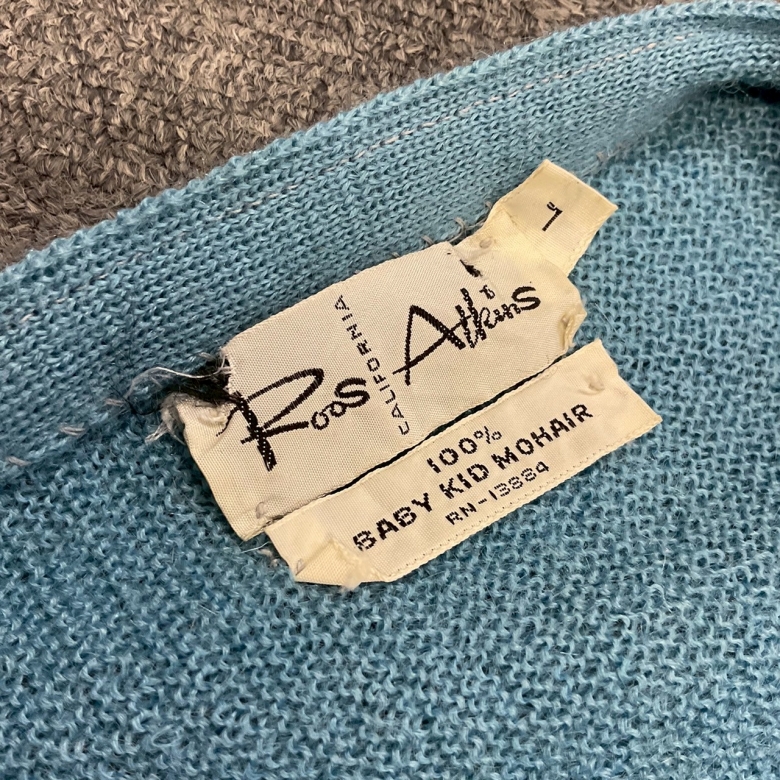 Roos Atkins
CALIFORNIA
L
100%
BABY KID MOHAIR
RN-13884